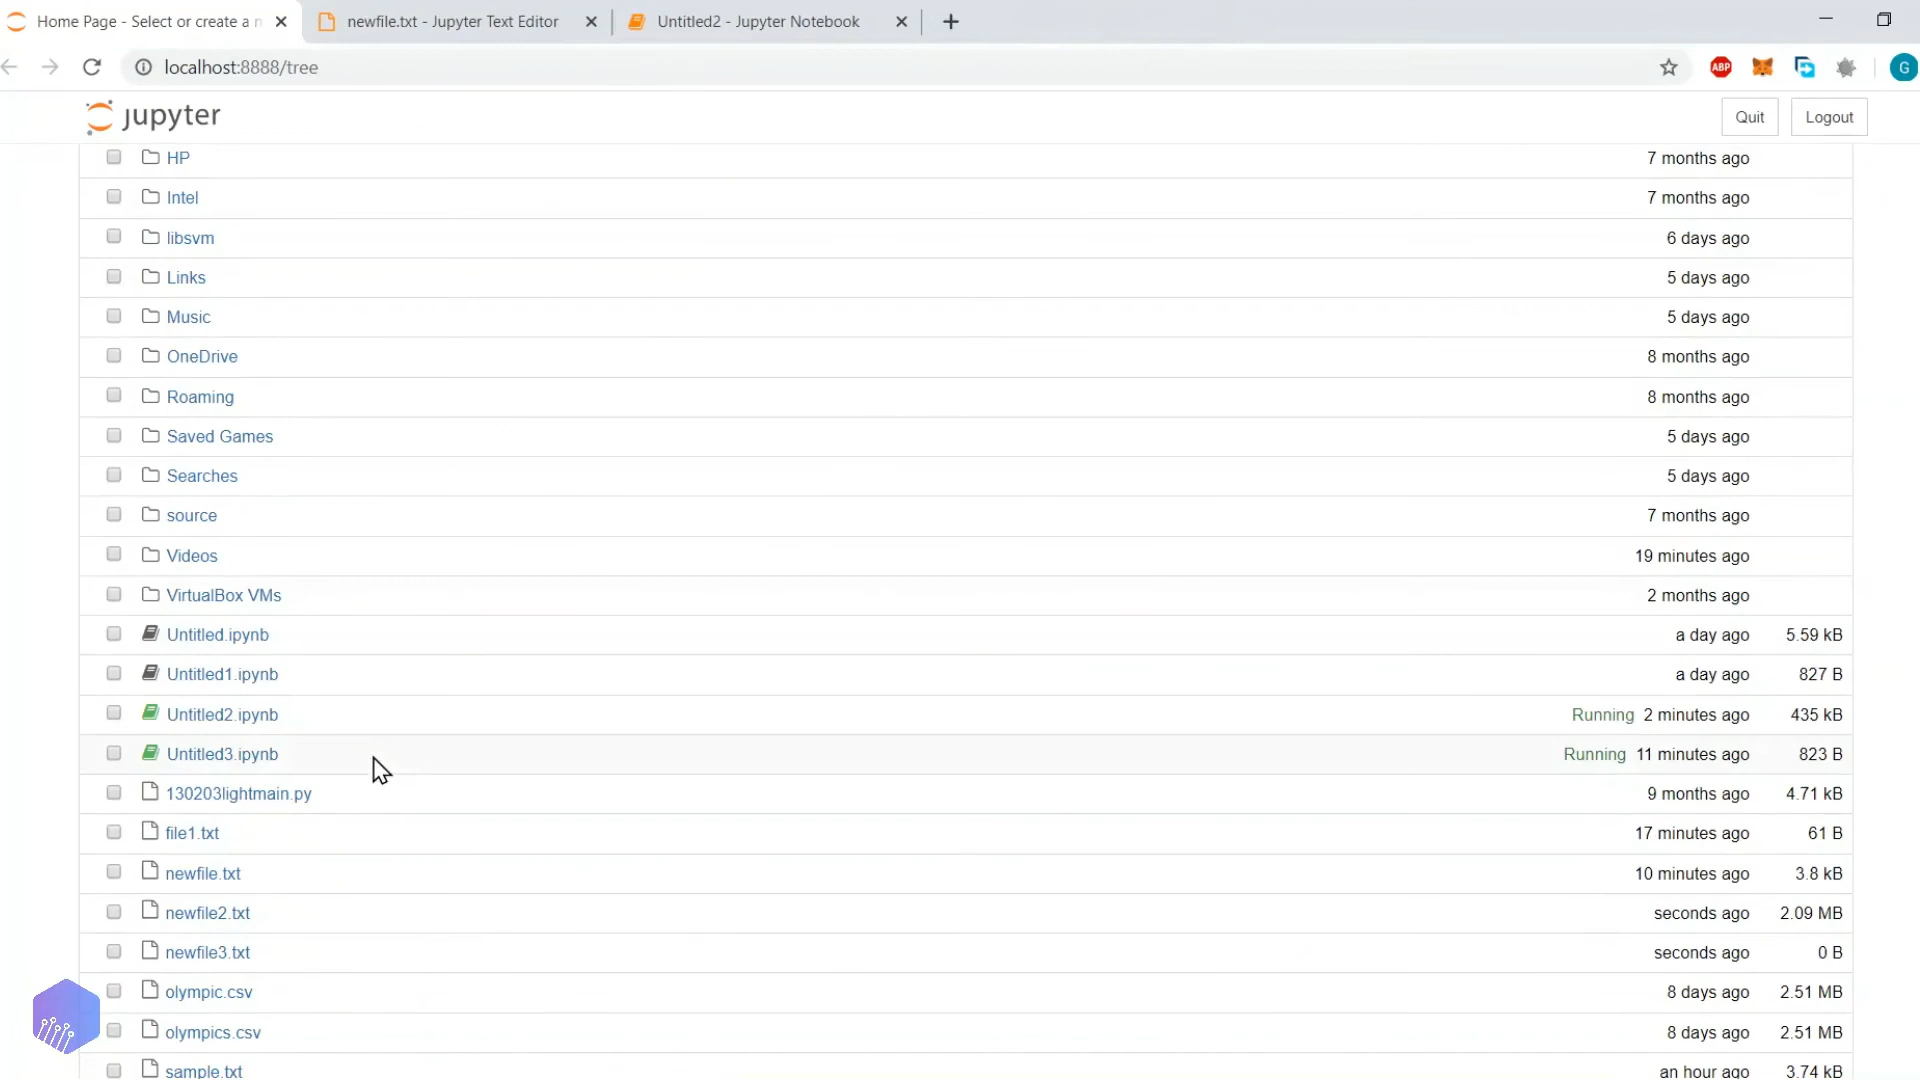 Home Page - Select or create a n
newfile.txt - Jupyter Text Editor
Untitled2 - Jupyter Notebook
localhost:8888/tree
ABP
G
jupyter
Quit
Logout
HP 7 months ago
Intel 7 months ago
libsvm 6 days ago
Links 5 days ago
Music 5 days ago
OneDrive 8 months ago
Roaming 8 months ago
Saved Games 5 days ago
Searches 5 days ago
source 7 months ago
Videos 19 minutes ago
VirtualBox VMs 2 months ago
Untitled.ipynb a day ago 5.59 kB
Untitled1.ipynb a day ago 827 B
Untitled2.ipynb Running 2 minutes ago 435 kB
Untitled3.ipynb Running 11 minutes ago 823 B
130203lightmain.py 9 months ago 4.71 kB
file1.txt 17 minutes ago 61 B
newfile.txt 10 minutes ago 3.8 kB
newfile2.txt seconds ago 2.09 MB
newfile3.txt seconds ago 0 B
olympic.csv 8 days ago 2.51 MB
olympics.csv 8 days ago 2.51 MB
sample.txt an hour ago 3.74 kB